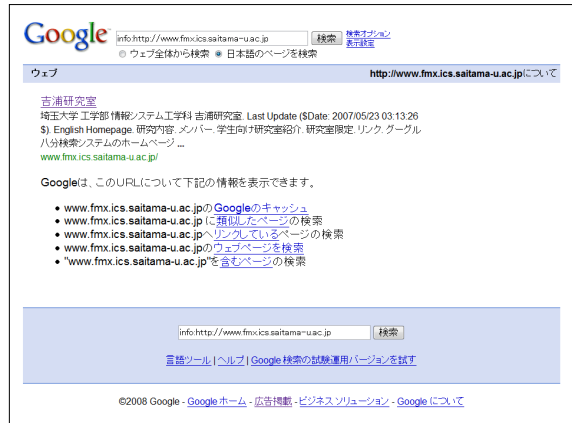 Google info:http://www.fmx.ics.saitama-u.ac.jp 検索 検索オプション
表示設定
ウェブ全体から検索 日本語のページを検索
ウェブ http://www.fmx.ics.saitama-u.ac.jpについて
吉浦研究室
埼玉大学 工学部 情報システム工学科 吉浦研究室. Last Update ($Date: 2007/05/23 03:13:26
$). English Homepage. 研究内容. メンバー. 学生向け研究室紹介. 研究室限定. リンク. グーグル
八分検索システムのホームページ ...
www.fmx.ics.saitama-u.ac.jp/
Googleは、このURLについて下記の情報を表示できます。
• www.fmx.ics.saitama-u.ac.jpのGoogleのキャッシュ
• www.fmx.ics.saitama-u.ac.jp に類似したページの検索
• www.fmx.ics.saitama-u.ac.jpへリンクしているページの検索
• www.fmx.ics.saitama-u.ac.jpのウェブページを検索
• "www.fmx.ics.saitama-u.ac.jp"を含むページの検索
info:http://www.fmx.ics.saitama-u.ac.jp 検索
言語ツール | ヘルプ | Google 検索の試験運用バージョンを試す
©2008 Google - Google ホーム - 広告掲載 - ビジネス ソリューション - Google について